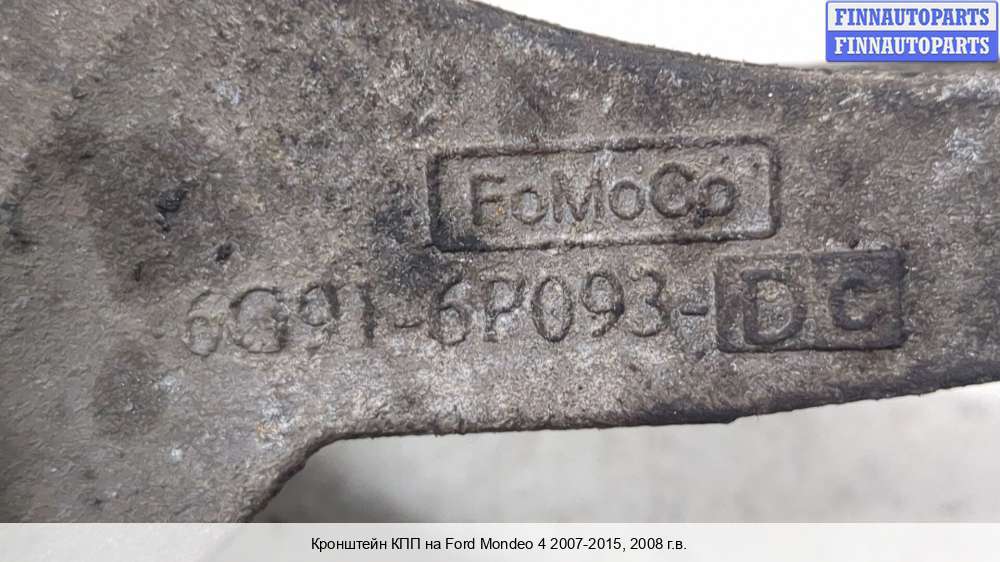 FINNAUTOPARTS
FINNAUTOPARTS
FoMoCo
6G91-6P093-DC
Кронштейн КПП на Ford Mondeo 4 2007-2015, 2008 г.в.